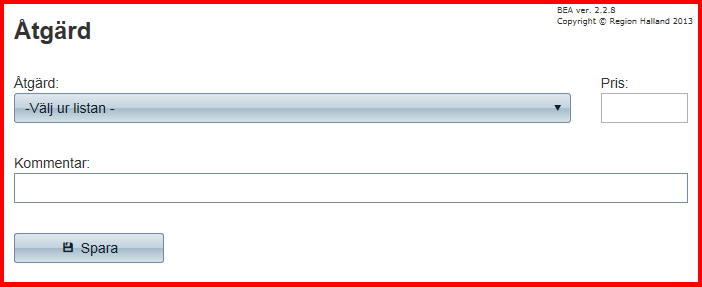 BEA ver. 2.2.8
Copyright © Region Halland 2013
Åtgärd
Åtgärd:
Pris:
-Välj ur listan -
Kommentar:
Spara